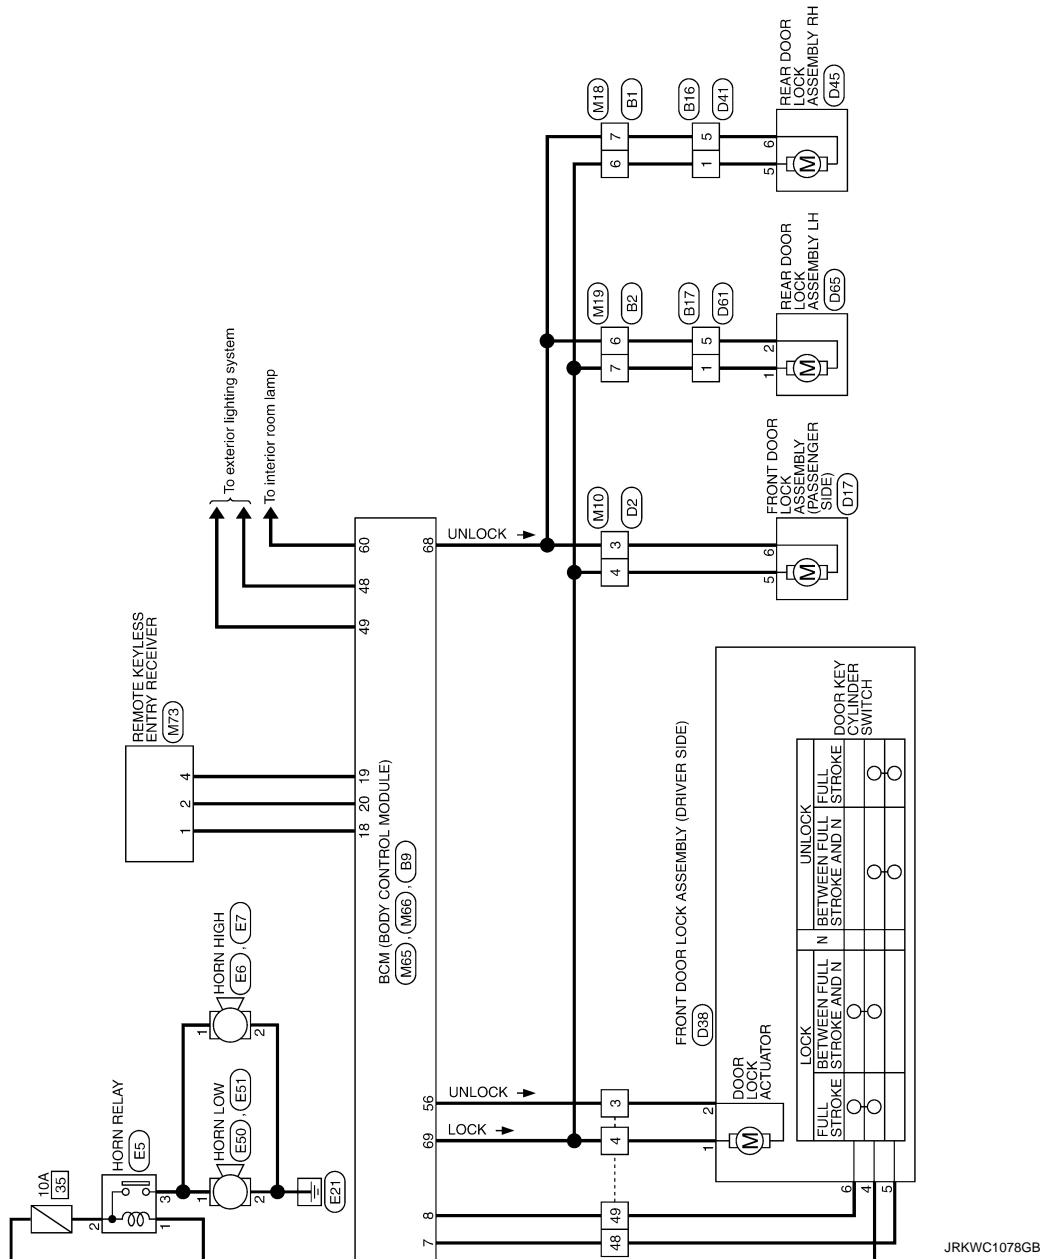 REAR DOOR
LOCK
ASSEMBLY RH
D45
M18
B1
B16
D41
7
6
5
1
6
5
M
REAR DOOR
LOCK
ASSEMBLY LH
D65
M19
B2
B17
D61
6
7
5
1
2
1
M
To exterior lighting system
To interior room lamp
FRONT DOOR
LOCK
ASSEMBLY
(PASSENGER
SIDE)
D17
M10
D2
3
4
6
5
M
60
48
49
68
UNLOCK
REMOTE KEYLESS
ENTRY RECEIVER
M73
4
2
1
19
20
18
BCM (BODY CONTROL MODULE)
M65 , M66 , B9
HORN HIGH
E6 , E7
1
2
HORN LOW
E50 , E51
1
2
E21
HORN RELAY
E5
10A
35
3
2
1
56
UNLOCK
69
LOCK
3
4
8
7
49
48
FRONT DOOR LOCK ASSEMBLY (DRIVER SIDE)
D38
DOOR
LOCK
ACTUATOR
2
1
M
DOOR KEY
CYLINDER
SWITCH
LOCK
N
UNLOCK
FULL
STROKE
BETWEEN FULL
STROKE AND N
BETWEEN FULL
STROKE AND N
FULL
STROKE
6
4
5
JRKWC1078GB